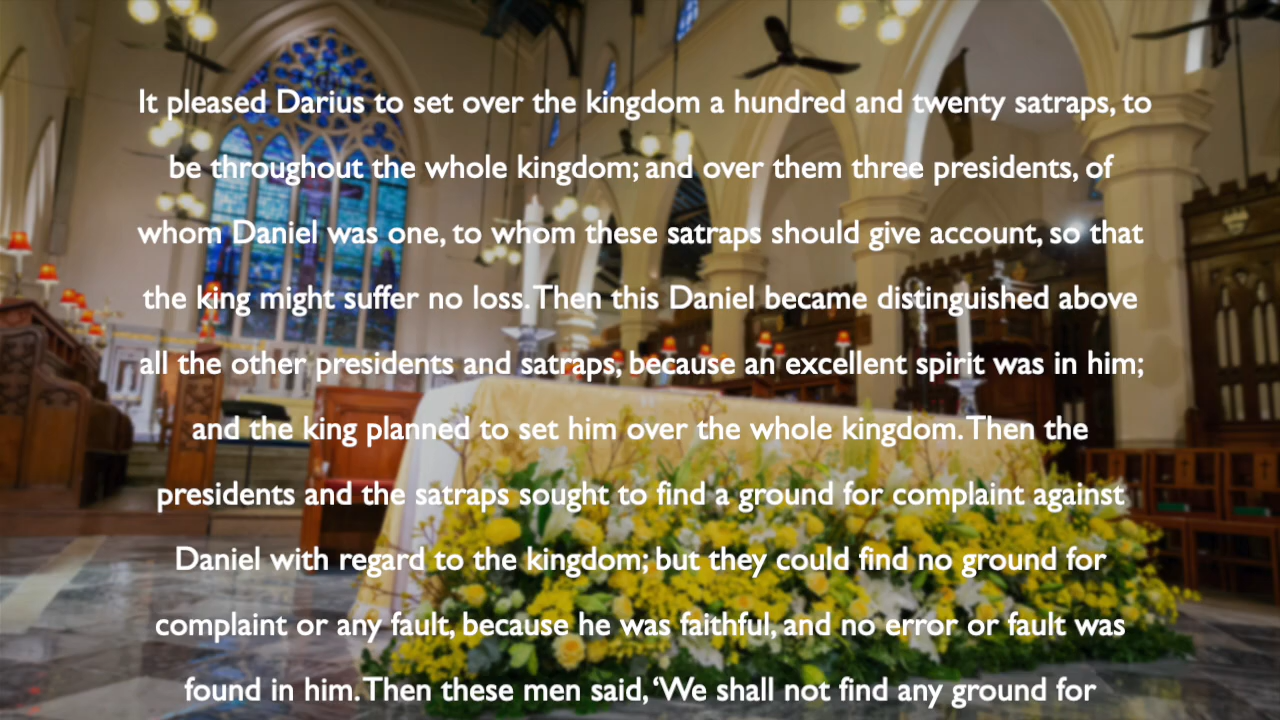 It pleased Darius to set over the kingdom a hundred and twenty satraps, to
be throughout the whole kingdom; and over them three presidents, of
whom Daniel was one, to whom these satraps should give account, so that
the king might suffer no loss. Then this Daniel became distinguished above
all the other presidents and satraps, because an excellent spirit was in him;
and the king planned to set him over the whole kingdom. Then the
presidents and the satraps sought to find a ground for complaint against
Daniel with regard to the kingdom; but they could find no ground for
complaint or any fault, because he was faithful, and no error or fault was
found in him. Then these men said, ‘We shall not find any ground for